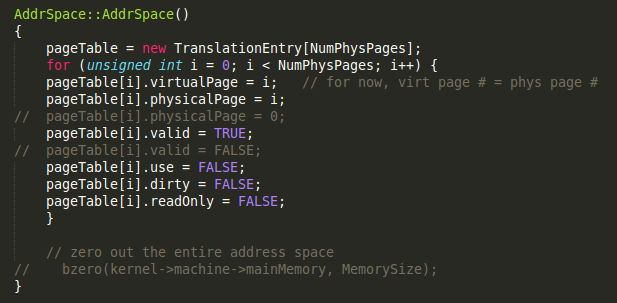 AddrSpace::AddrSpace()
{
    pageTable = new TranslationEntry[NumPhysPages];
    for (unsigned int i = 0; i < NumPhysPages; i++) {
    pageTable[i].virtualPage = i;   // for now, virt page # = phys page #
    pageTable[i].physicalPage = i;
//  pageTable[i].physicalPage = 0;
    pageTable[i].valid = TRUE;
//  pageTable[i].valid = FALSE;
    pageTable[i].use = FALSE;
    pageTable[i].dirty = FALSE;
    pageTable[i].readOnly = FALSE;
    }
    // zero out the entire address space
//    bzero(kernel->machine->mainMemory, MemorySize);
}